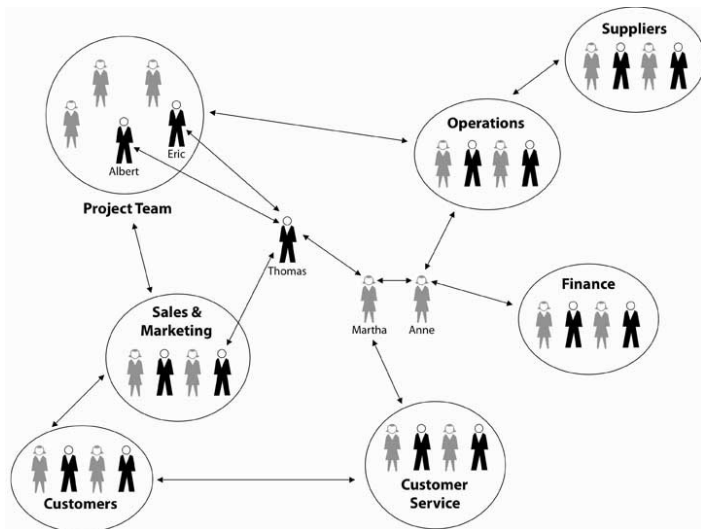 Suppliers
Operations
Eric
Albert
Project Team
Thomas
Finance
Sales &
Marketing
Martha
Anne
Customer
Service
Customers